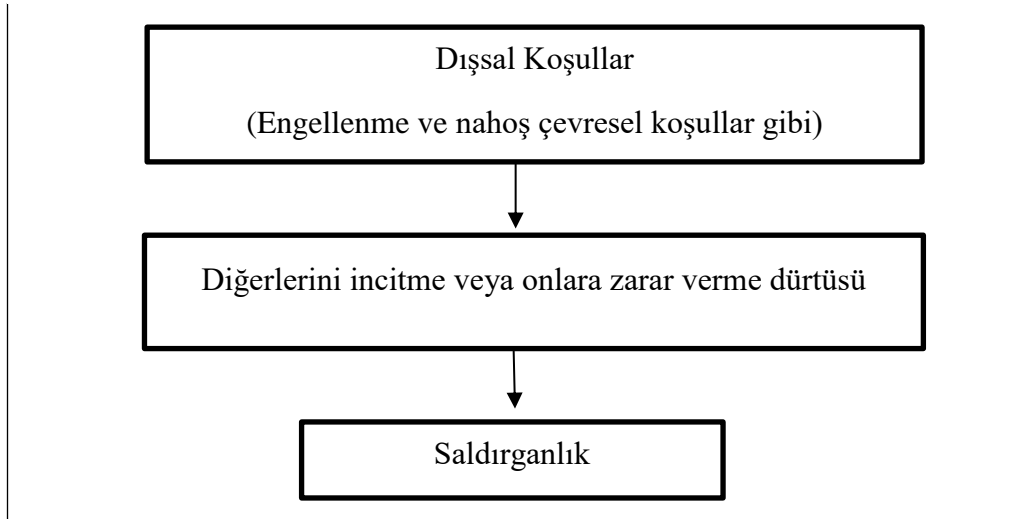 Dışsal Koşullar
(Engellenme ve nahoş çevresel koşullar gibi)
Diğerlerini incitme veya onlara zarar verme dürtüsü
Saldırganlık